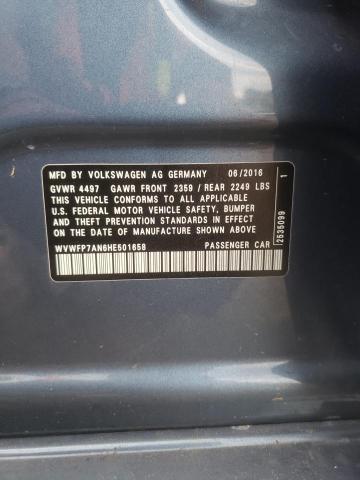 MFD BY VOLKSWAGEN AG GERMANY 06/2016
GVWR 4497 GAWR FRONT 2359 / REAR 2249 LBS
THIS VEHICLE CONFORMS TO ALL APPLICABLE
U.S. FEDERAL MOTOR VEHICLE SAFETY, BUMPER
AND THEFT PREVENTION STANDARDS IN EFFECT
ON THE DATE OF MANUFACTURE SHOWN ABOVE
WVWFP7AN6HE501658 PASSENGER CAR
2535099 1